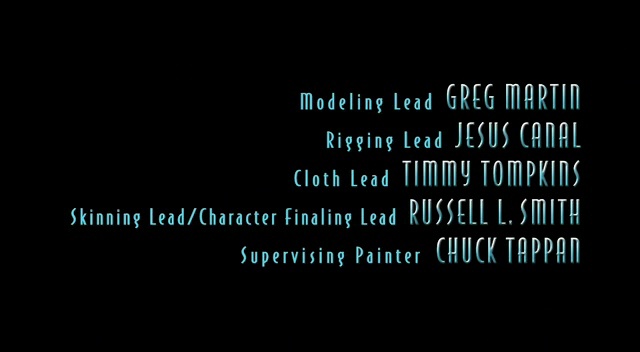 Modeling Lead GREG MARTIN
Rigging Lead JESUS CANAL
Cloth Lead TIMMY TOMPKINS
Skinning Lead/Character Finaling Lead RUSSELL L. SMITH
Supervising Painter CHUCK TAPPAN